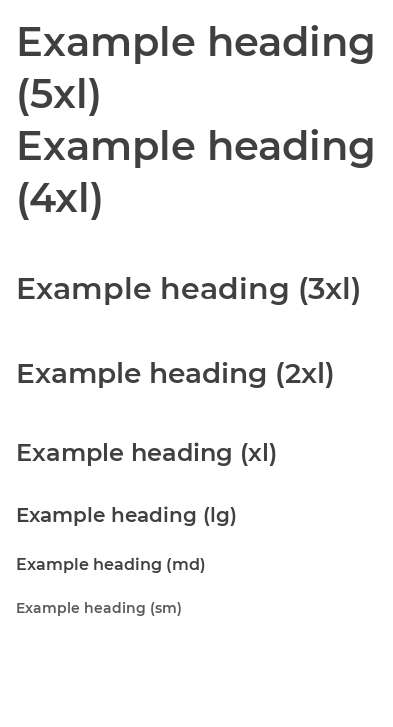 Example heading
(5xl)
Example heading
(4xl)
Example heading (3xl)
Example heading (2xl)
Example heading (xl)
Example heading (lg)
Example heading (md)
Example heading (sm)